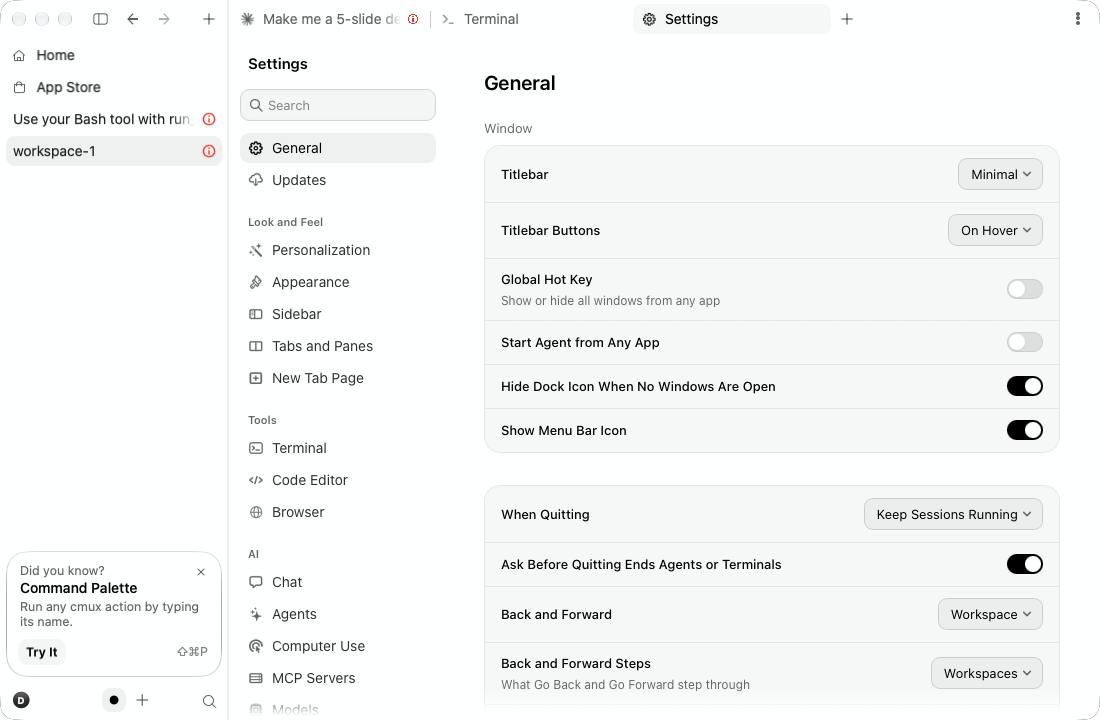 Make me a 5-slide de
Terminal
Settings
Home
App Store
Use your Bash tool with run_
workspace-1
Settings
Search
General
Updates
Look and Feel
Personalization
Appearance
Sidebar
Tabs and Panes
New Tab Page
Tools
Terminal
Code Editor
Browser
AI
Chat
Agents
Computer Use
MCP Servers
Models
General
Window
Titlebar
Minimal
Titlebar Buttons
On Hover
Global Hot Key
Show or hide all windows from any app
Start Agent from Any App
Hide Dock Icon When No Windows Are Open
Show Menu Bar Icon
When Quitting
Keep Sessions Running
Ask Before Quitting Ends Agents or Terminals
Back and Forward
Workspace
Back and Forward Steps
What Go Back and Go Forward step through
Workspaces
Did you know?
Command Palette
Run any cmux action by typing
its name.
Try It
⇧⌘P
D